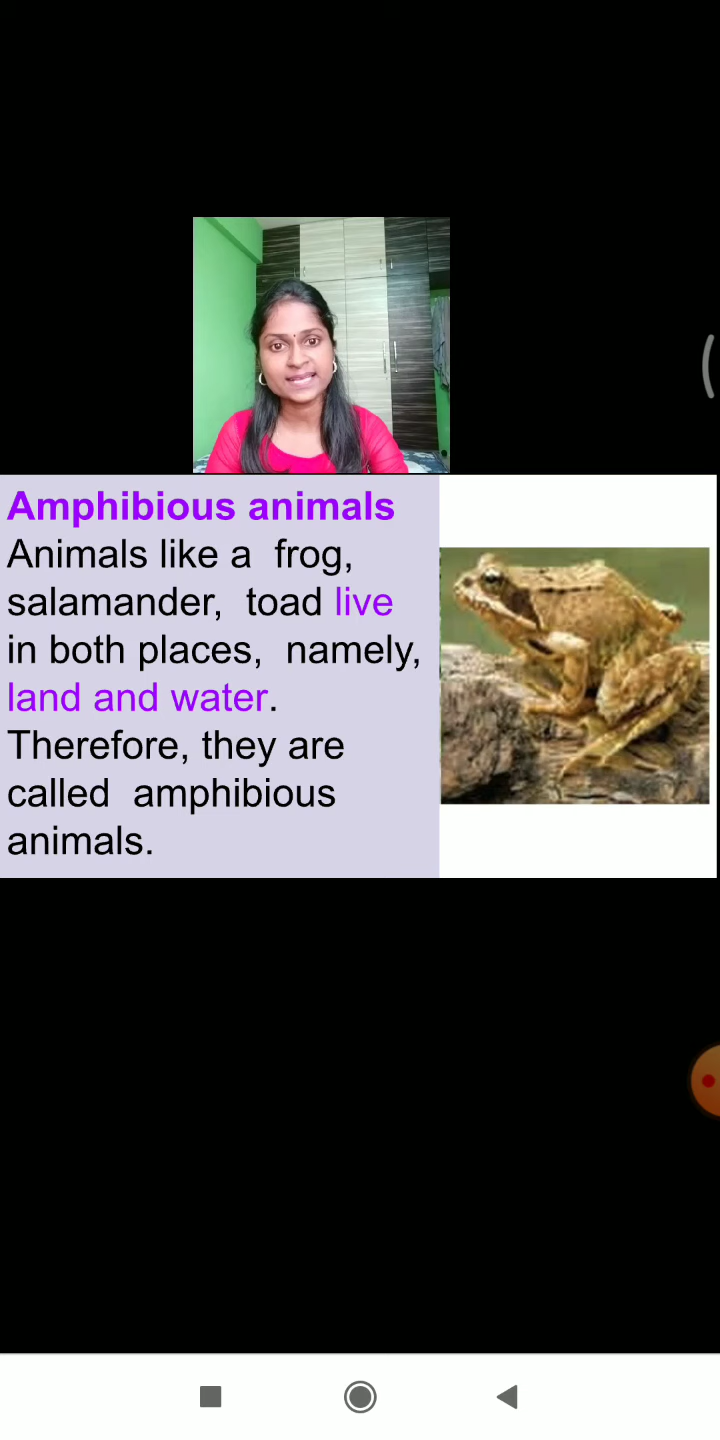 Amphibious animals
Animals like a  frog,
salamander,  toad live
in both places,  namely,
land and water.
Therefore, they are
called  amphibious
animals.